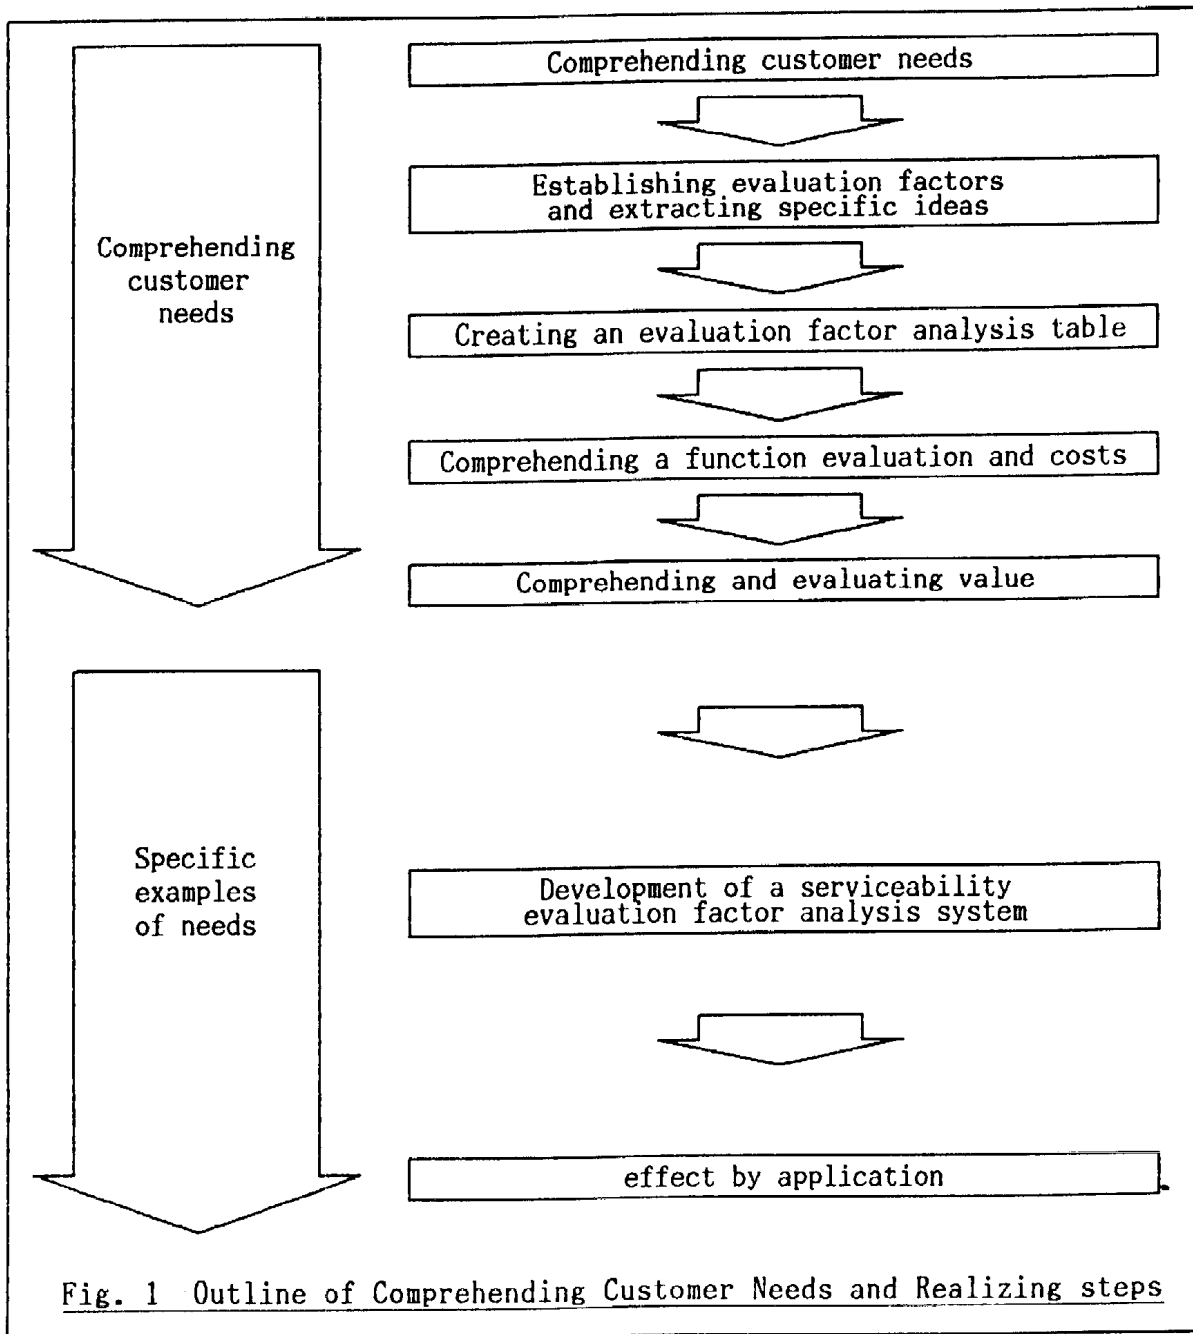 Comprehending
customer
needs
Comprehending customer needs
Establishing evaluation factors
and extracting specific ideas
Creating an evaluation factor analysis table
Comprehending a function evaluation and costs
Comprehending and evaluating value
Specific
examples
of needs
Development of a serviceability
evaluation factor analysis system
effect by application
Fig. 1 Outline of Comprehending Customer Needs and Realizing steps